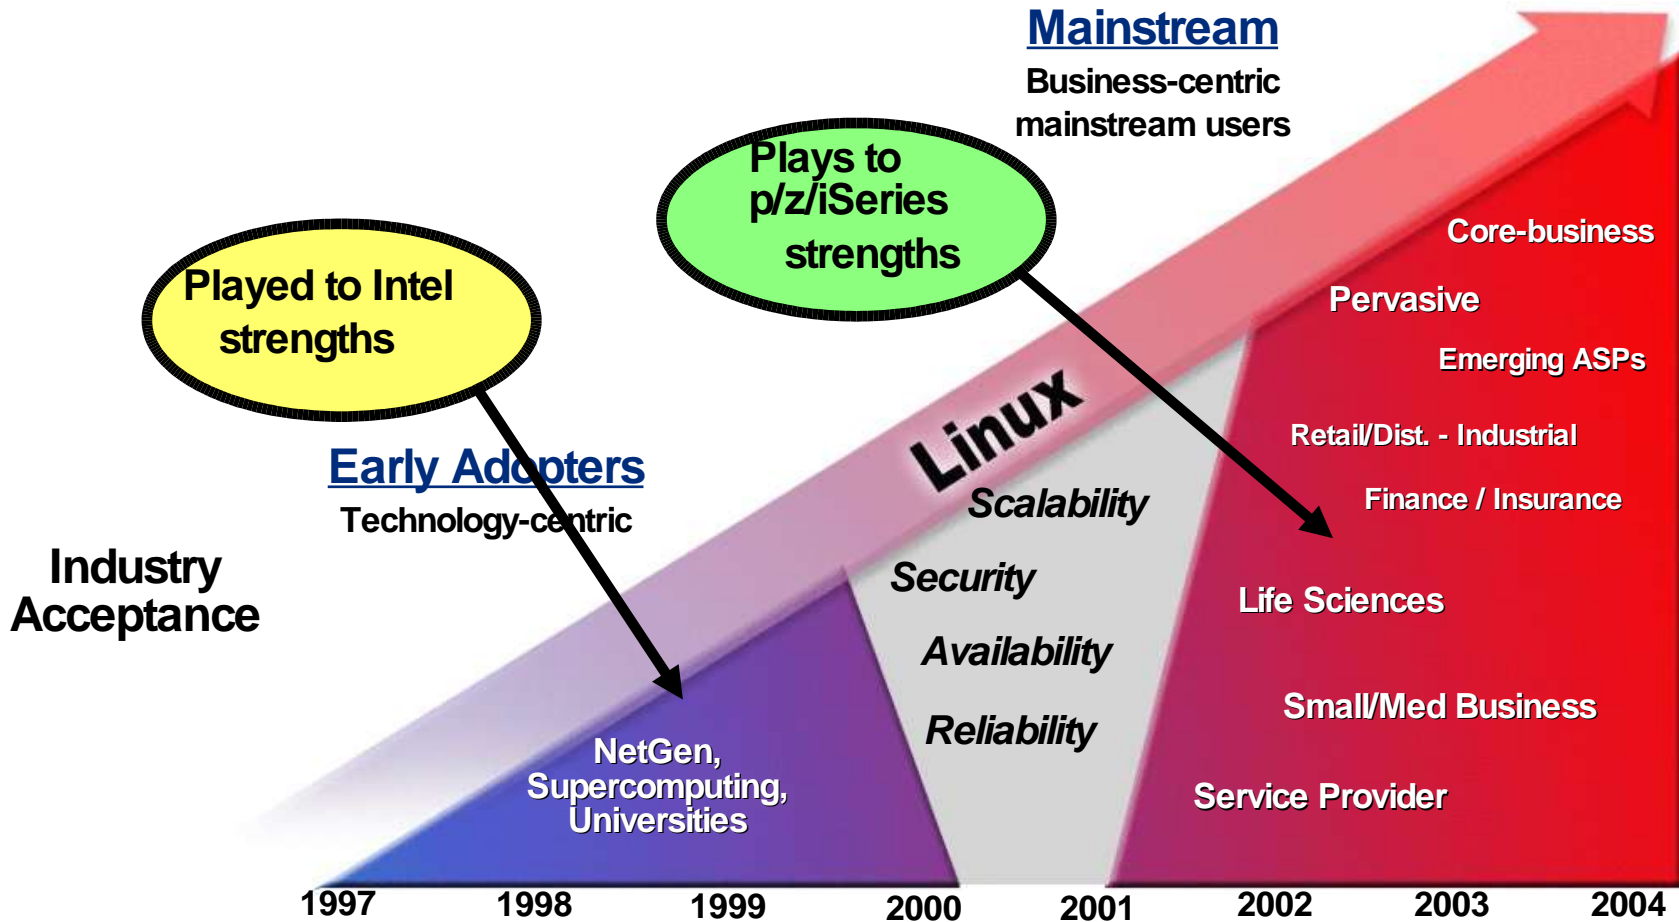 Mainstream
Business-centric
mainstream users
Plays to
p/z/iSeries
strengths
Played to Intel
strengths
Early Adopters
Technology-centric
Industry
Acceptance
Linux
Scalability
Security
Availability
Reliability
NetGen,
Supercomputing,
Universities
Core-business
Pervasive
Emerging ASPs
Retail/Dist. - Industrial
Finance / Insurance
Life Sciences
Small/Med Business
Service Provider
1997 1998 1999 2000 2001 2002 2003 2004